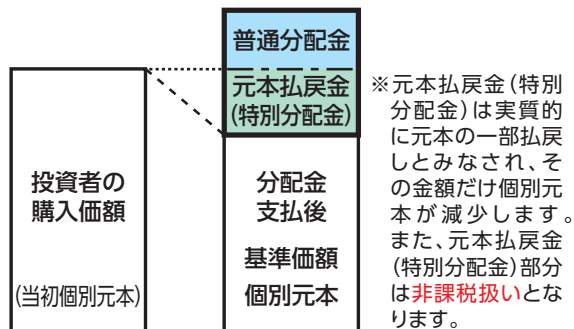 普通分配金
元本払戻金
(特別分配金)
投資者の
購入価額
(当初個別元本)
分配金
支払後
基準価額
個別元本
※元本払戻金(特別
分配金)は実質的
に元本の一部払戻
しとみなされ、そ
の金額だけ個別元
本が減少します。
また、元本払戻金
(特別分配金)部分
は非課税扱いとな
ります。